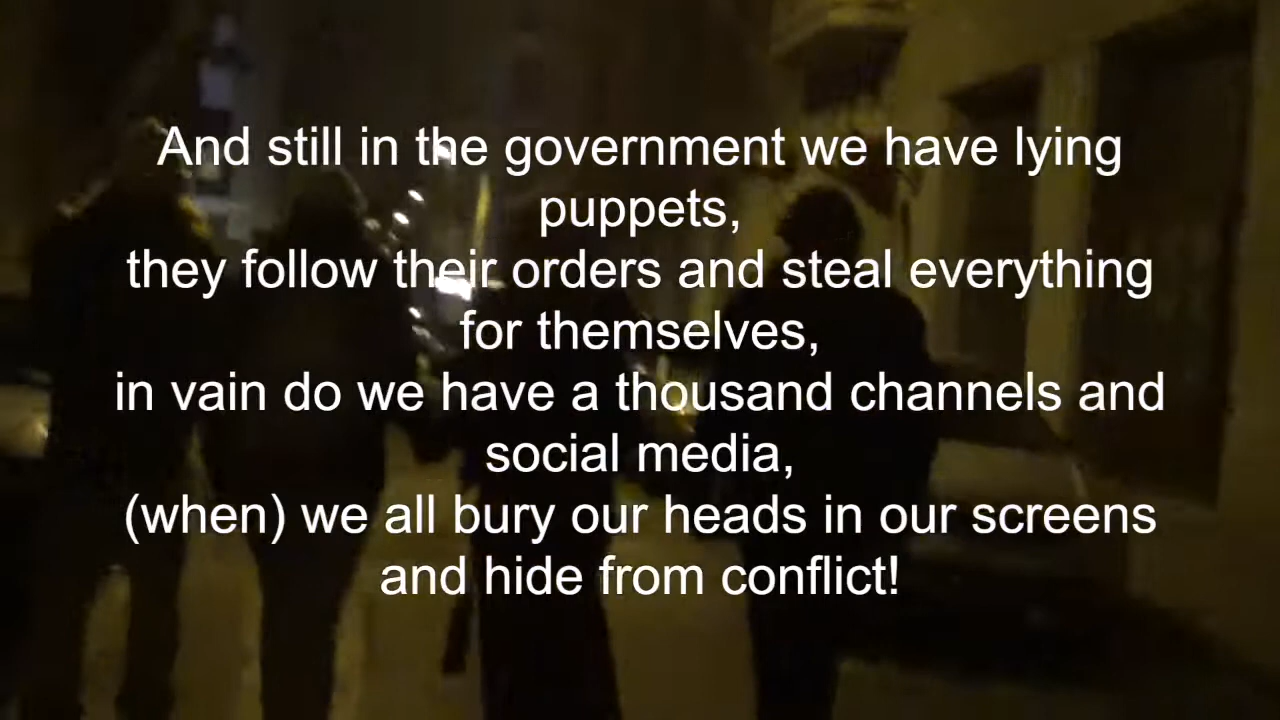 And still in the government we have lying
puppets,
they follow their orders and steal everything
for themselves,
in vain do we have a thousand channels and
social media,
(when) we all bury our heads in our screens
and hide from conflict!